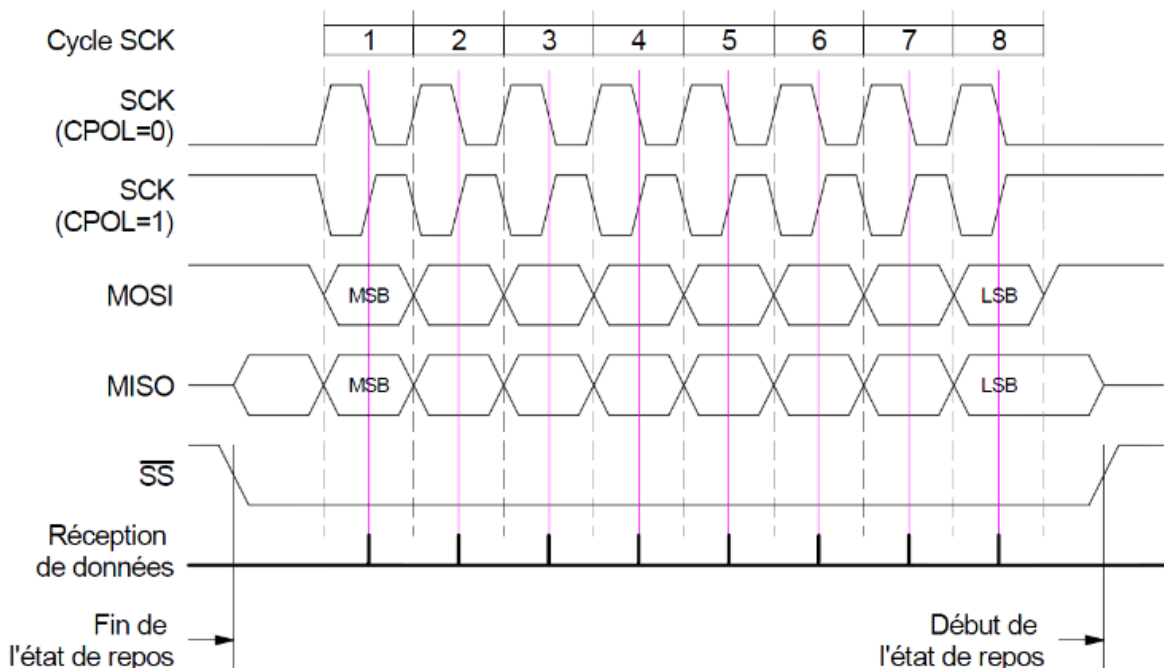 Cycle SCK
1 2 3 4 5 6 7 8
SCK
(CPOL=0)
SCK
(CPOL=1)
MOSI
MSB
LSB
MISO
MSB
LSB
SS
Réception
de données
Fin de
l'état de repos
Début de
l'état de repos